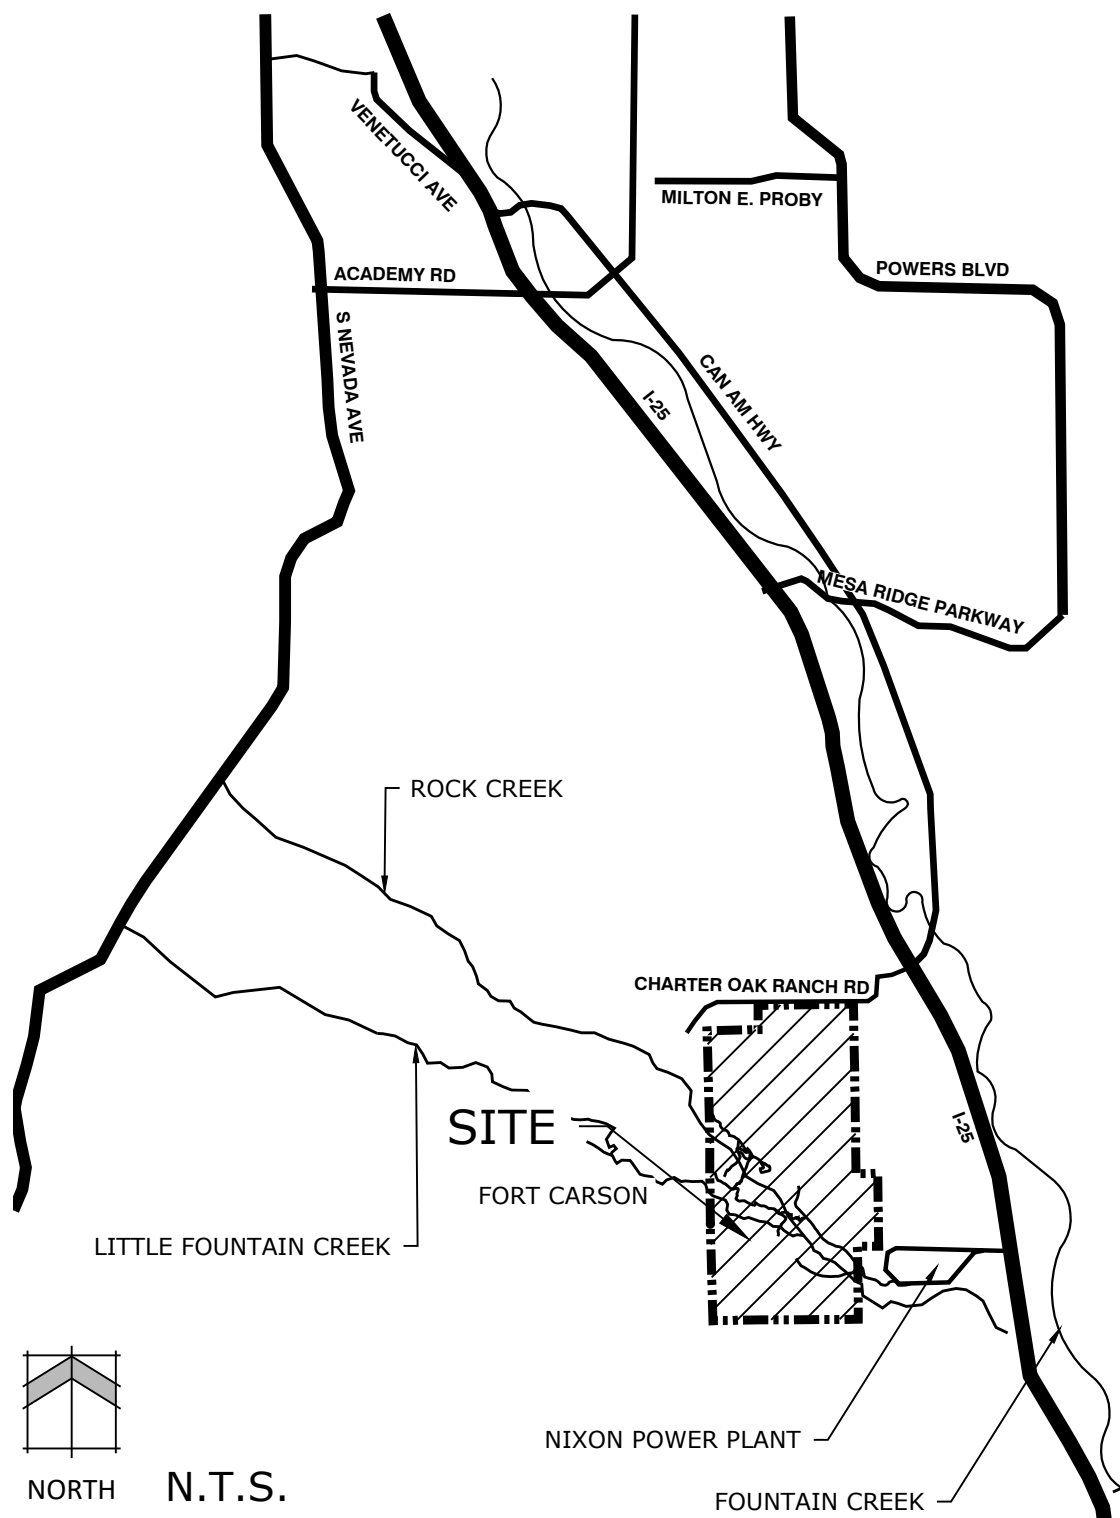 VENETUCCI AVE
MILTON E. PROBY
ACADEMY RD
POWERS BLVD
S NEVADA AVE
I-25
CAN AM HWY
MESA RIDGE PARKWAY
ROCK CREEK
CHARTER OAK RANCH RD
I-25
SITE
FORT CARSON
LITTLE FOUNTAIN CREEK
NIXON POWER PLANT
NORTH
N.T.S.
FOUNTAIN CREEK